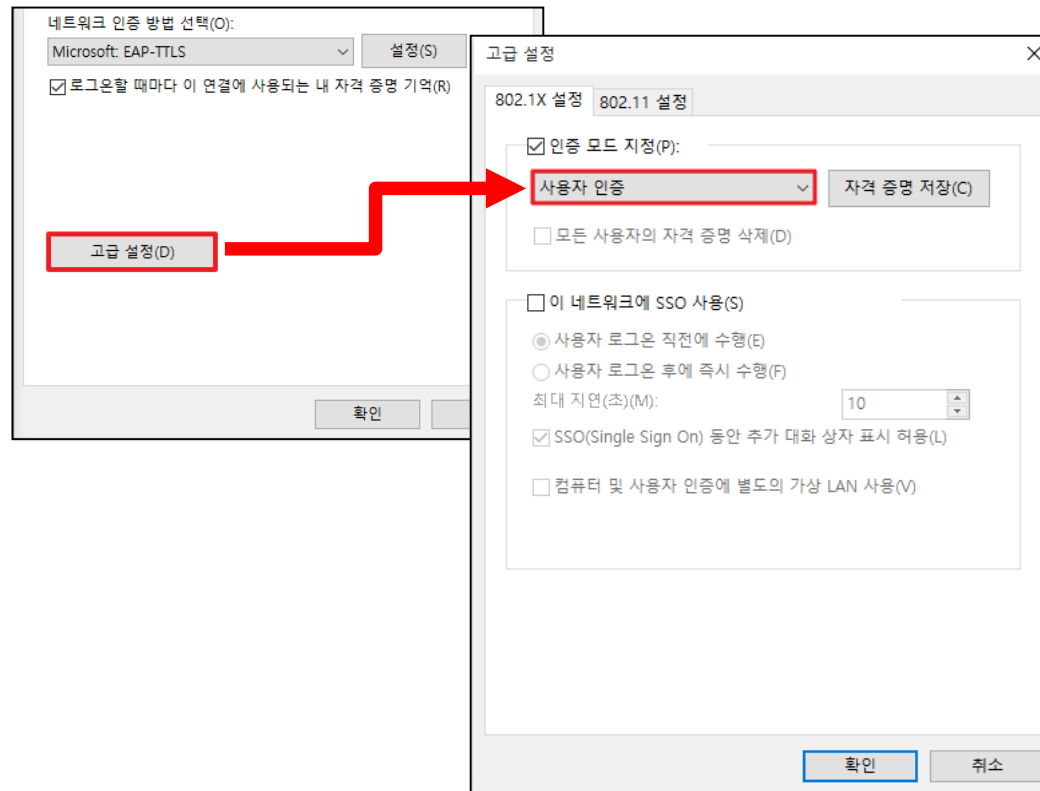 네트워크 인증 방법 선택(O):
Microsoft: EAP-TTLS
설정(S)
로그온할 때마다 이 연결에 사용되는 내 자격 증명 기억(R)
고급 설정(D)
확인
고급 설정
802.1X 설정
802.11 설정
인증 모드 지정(P):
사용자 인증
자격 증명 저장(C)
모든 사용자의 자격 증명 삭제(D)
이 네트워크에 SSO 사용(S)
사용자 로그온 직전에 수행(E)
사용자 로그온 후에 즉시 수행(F)
최대 지연(초)(M):
10
SSO(Single Sign On) 동안 추가 대화 상자 표시 허용(L)
컴퓨터 및 사용자 인증에 별도의 가상 LAN 사용(V)
확인
취소